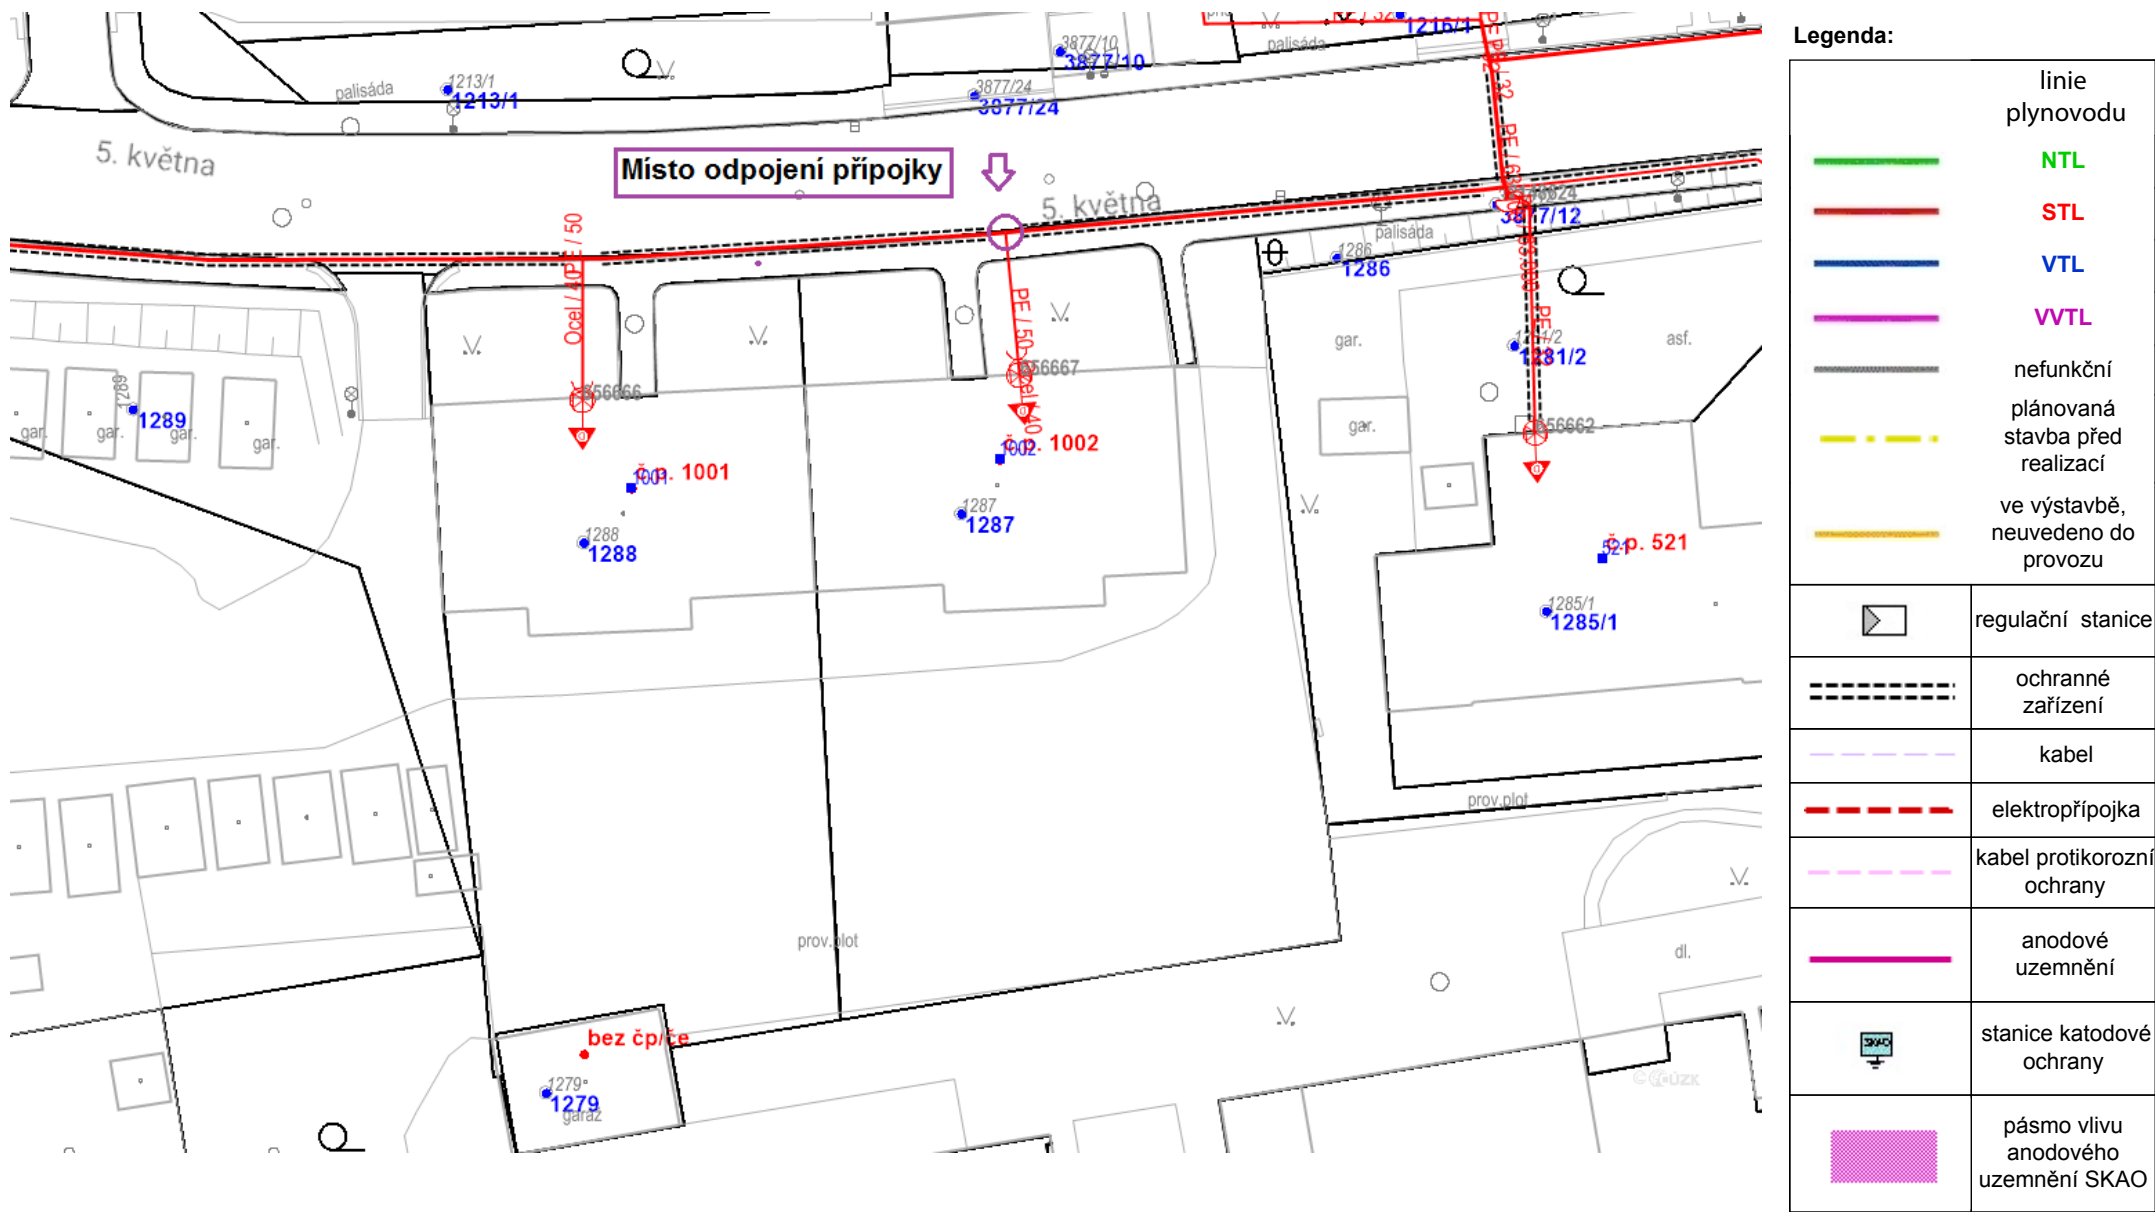 palisáda
1213/1
1213/1
3877/10
3877/10
3877/24
3877/24
palisáda
1216/1
5. května
Místo odpojení přípojky
5. května
3877/12
palisáda
1286
1286
Ocel / 40
PE / 50
PE / 50
gar.
asf.
1281/2
1289
1289
gar.
gar.
gar.
gar.
656666
656667
656662
gar.
1001
č.p. 1001
1002
č.p. 1002
1287
1287
1288
1288
521
č.p. 521
1285/1
1285/1
prov.plot
prov.plot
dl.
bez čp/če
1279
1279
garáž
Legenda:
linie
plynovodu
NTL
STL
VTL
VVTL
nefunkční
plánovaná
stavba před
realizací
ve výstavbě,
neuvedeno do
provozu
regulační stanice
ochranné
zařízení
kabel
elektropřípojka
kabel protikorozní
ochrany
anodové
uzemnění
SKAO
stanice katodové
ochrany
pásmo vlivu
anodového
uzemnění SKAO